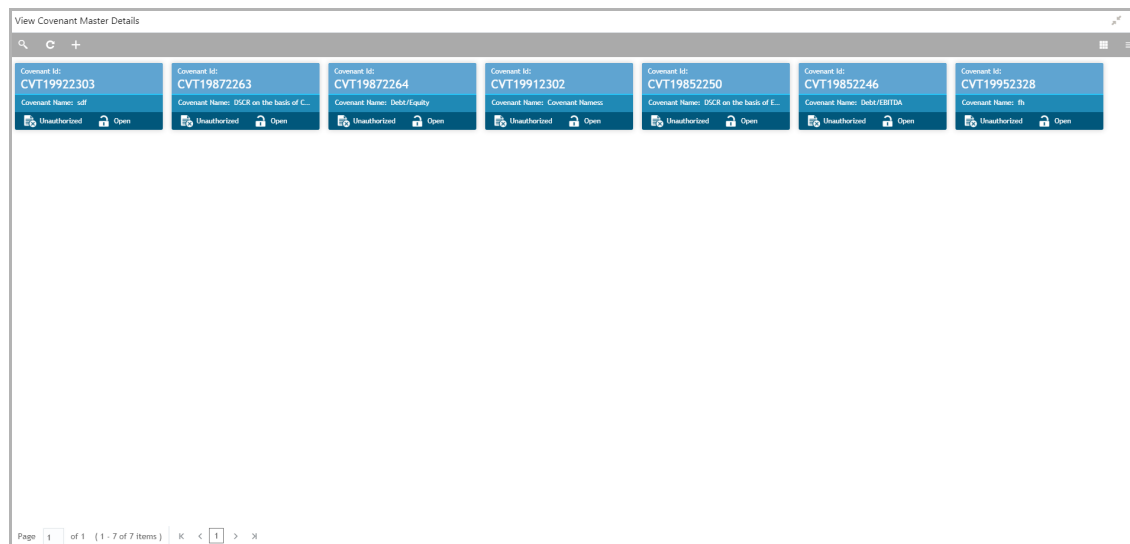 View Covenant Master Details
Covenant Id:
CVT19922303
Covenant Name: sdf
Unauthorized Open
Covenant Id:
CVT19872263
Covenant Name: DSCR on the basis of C...
Unauthorized Open
Covenant Id:
CVT19872264
Covenant Name: Debt/Equity
Unauthorized Open
Covenant Id:
CVT19912302
Covenant Name: Covenant Namess
Unauthorized Open
Covenant Id:
CVT19852250
Covenant Name: DSCR on the basis of E...
Unauthorized Open
Covenant Id:
CVT19852246
Covenant Name: Debt/EBITDA
Unauthorized Open
Covenant Id:
CVT19952328
Covenant Name: fh
Unauthorized Open
Page 1 of 1 (1 - 7 of 7 items) 1